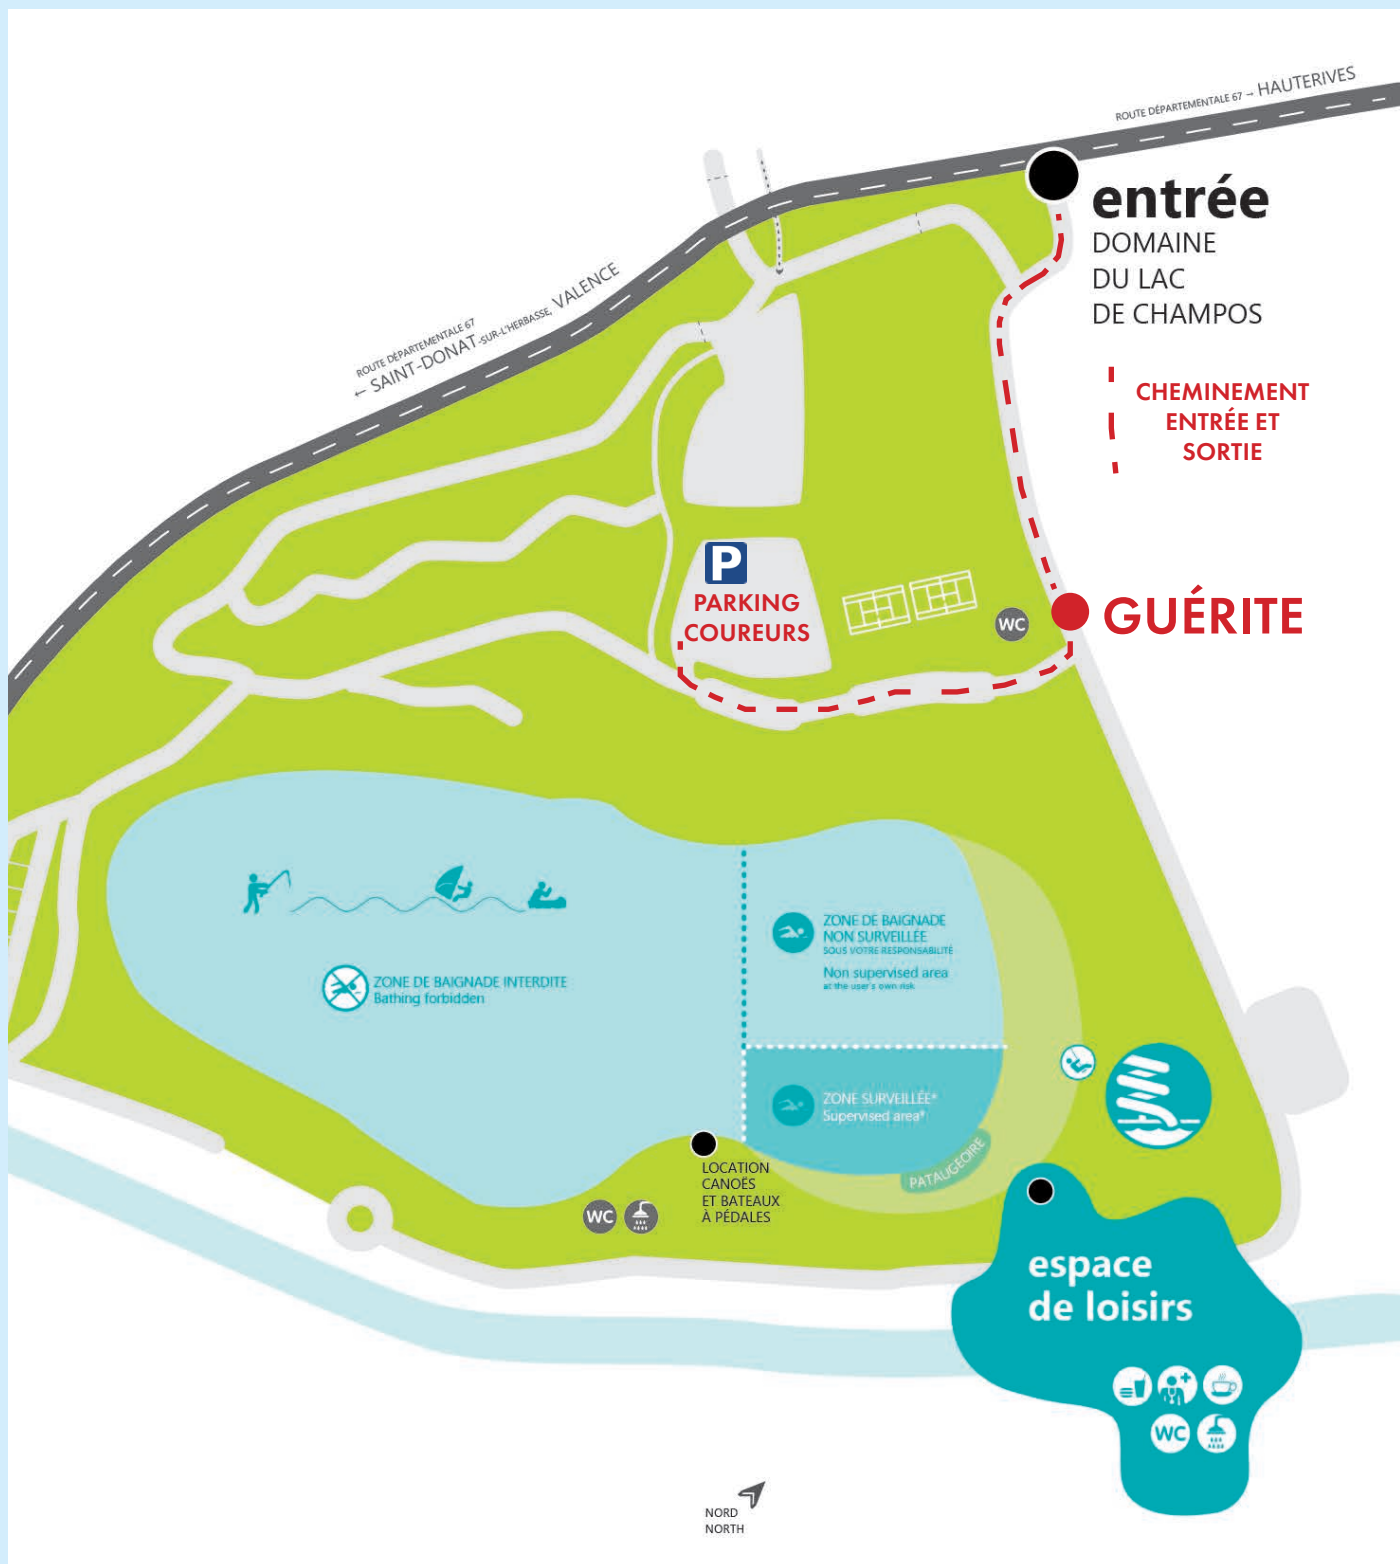 ROUTE DÉPARTEMENTALE 67 → HAUTERIVES
entrée
DOMAINE
DU LAC
DE CHAMPOS
ROUTE DÉPARTEMENTALE 67
← SAINT-DONAT-SUR-L'HERBASSE, VALENCE
CHEMINEMENT
ENTRÉE ET
SORTIE
P
PARKING
COUREURS
WC
GUÉRITE
ZONE DE BAIGNADE
NON SURVEILLÉE
SOUS VOTRE RESPONSABILITÉ
Non supervised area
at the user's own risk
ZONE DE BAIGNADE INTERDITE
Bathing forbidden
ZONE SURVEILLÉE*
Supervised area*
PATAUGEOIRE
LOCATION
CANOËS
ET BATEAUX
À PÉDALES
WC
espace
de loisirs
WC
NORD
NORTH